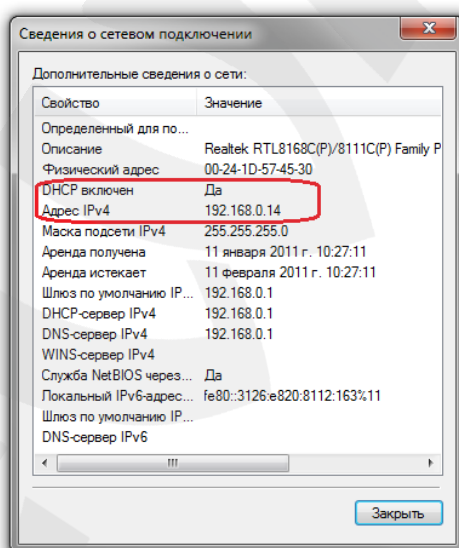 Сведения о сетевом подключении
Дополнительные сведения о сети:
Свойство Значение
Определенный для по...
Описание Realtek RTL8168C(P)/8111C(P) Family P
Физический адрес 00-24-1D-57-45-30
DHCP включен Да
Адрес IPv4 192.168.0.14
Маска подсети IPv4 255.255.255.0
Аренда получена 11 января 2011 г. 10:27:11
Аренда истекает 11 февраля 2011 г. 10:27:11
Шлюз по умолчанию IP... 192.168.0.1
DHCP-сервер IPv4 192.168.0.1
DNS-сервер IPv4 192.168.0.1
WINS-сервер IPv4
Служба NetBIOS через... Да
Локальный IPv6-адрес... fe80::3126:e820:8112:163%11
Шлюз по умолчанию IP...
DNS-сервер IPv6
Закрыть